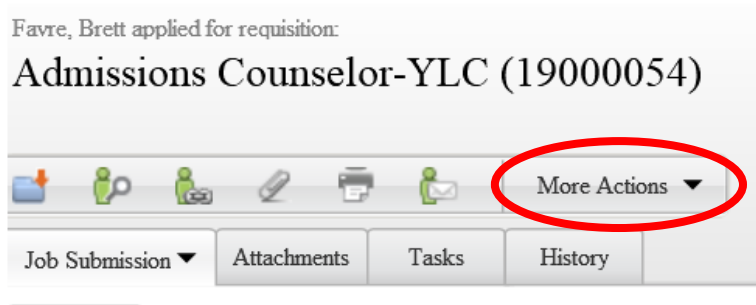 Favre, Brett applied for requisition:
Admissions Counselor-YLC (19000054)
More Actions
Job Submission Attachments Tasks History